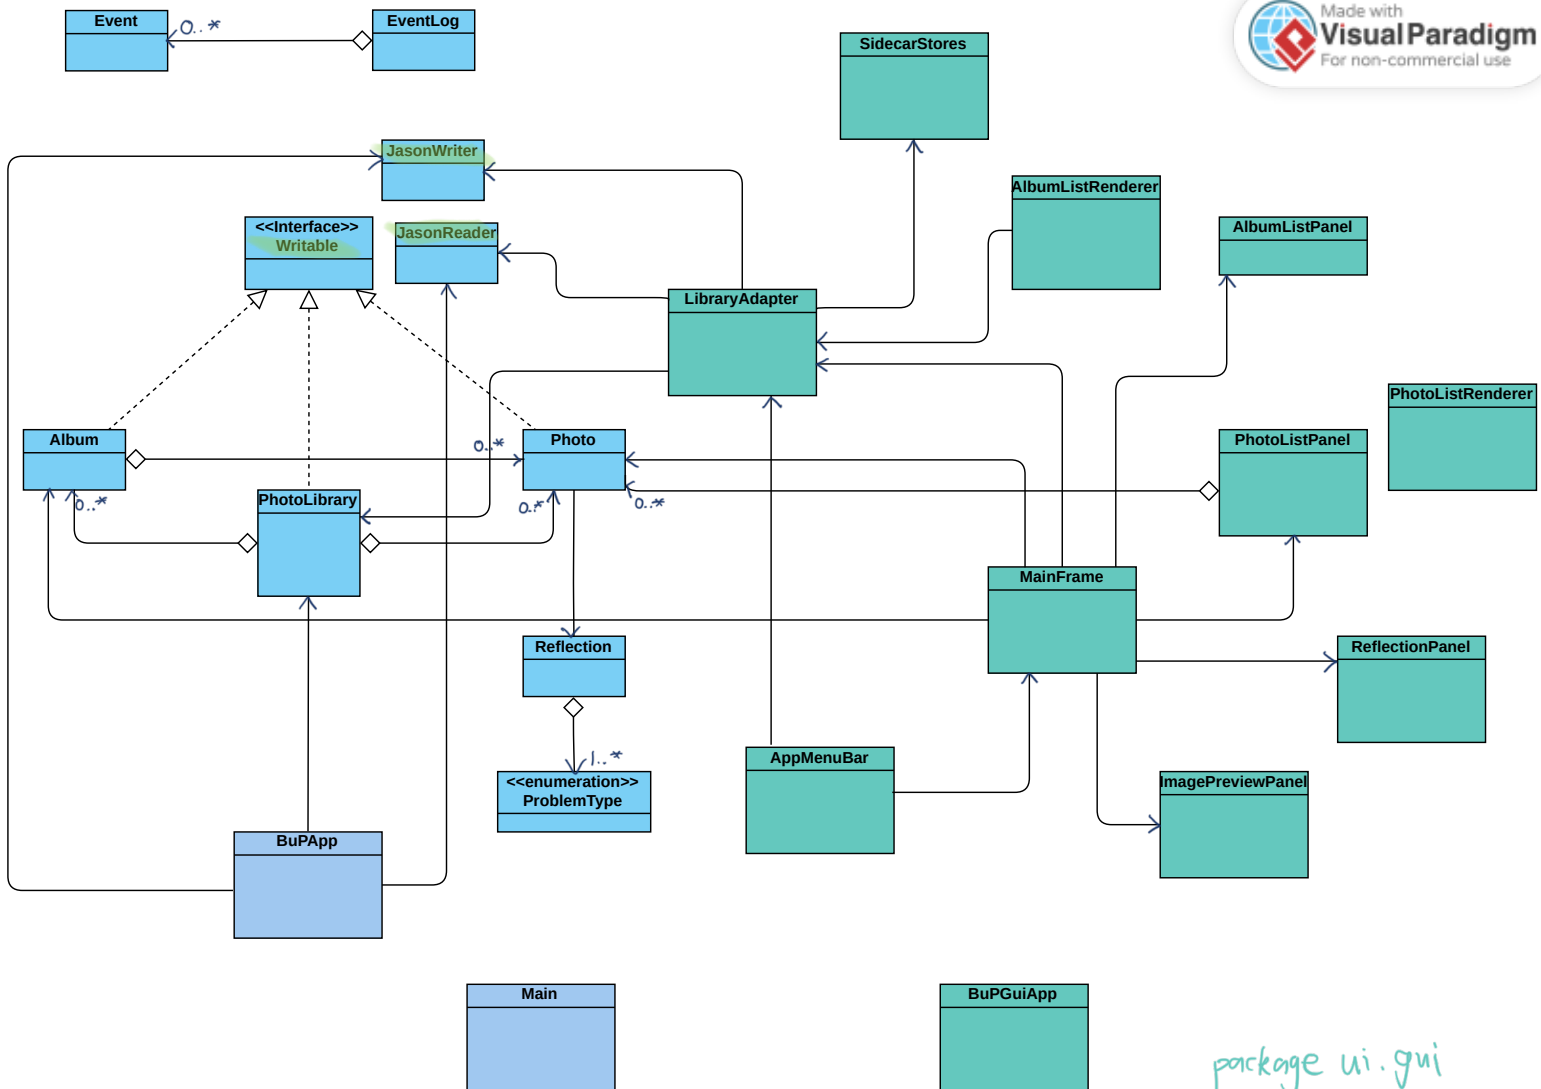 Made with
Visual Paradigm
For non-commercial use
Event
0..*
EventLog
SidecarStores
JasonWriter
AlbumListRenderer
<<Interface>>
Writable
JasonReader
AlbumListPanel
LibraryAdapter
PhotoListRenderer
Album
0..*
Photo
PhotoListPanel
0..*
PhotoLibrary
0..*
0..*
MainFrame
Reflection
ReflectionPanel
1..*
AppMenuBar
<<enumeration>>
ProblemType
ImagePreviewPanel
BuPApp
Main
BuPGuiApp
package ui.gui